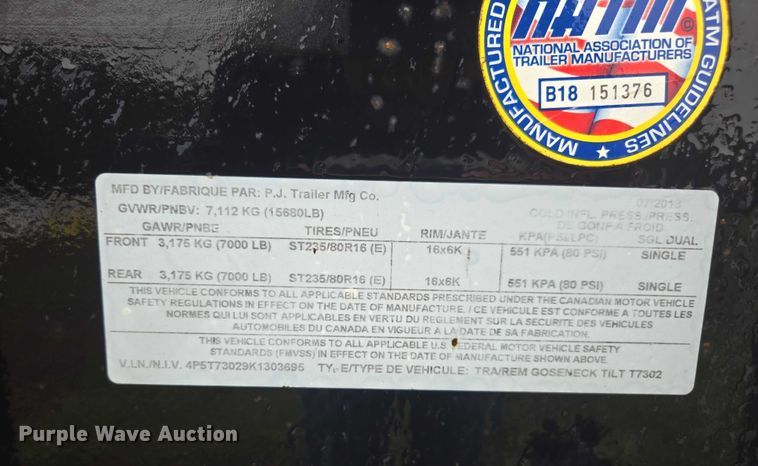 MANUFACTURED
NATM
©
ATM GUIDELINES
NATIONAL ASSOCIATION OF
TRAILER MANUFACTURERS
B18 151376
MANUFACTURED
MFD BY/FABRIQUE PAR: P.J. Trailer Mfg Co. 07/2018
GVWR/PNBV: 7,112 KG (15680LB) COLD INFL. PRESS/PRESS.
DE GONF A FROID
GAWR/PNBE TIRES/PNEU RIM/JANTE KPA(PSI/LPC) SGL DUAL
FRONT 3,175 KG (7000 LB) ST235/80R16 (E) 16x6K 551 KPA (80 PSI) SINGLE
REAR 3,175 KG (7000 LB) ST235/80R16 (E) 16x6K 551 KPA (80 PSI) SINGLE
THIS VEHICLE CONFORMS TO ALL APPLICABLE STANDARDS PRESCRIBED UNDER THE CANADIAN MOTOR VEHICLE
SAFETY REGULATIONS IN EFFECT ON THE DATE OF MANUFACTURE. / CE VEHICULE EST CONFORME A TOUTES LES
NORMES QUI LUI SONT APPLICABLES EN VERTU DU REGLEMENT SUR LA SECURITE DES VEHICULES
AUTOMOBILES DU CANADA EN VIGUEUR A LA DATE DE SA FABRICATION.
THIS VEHICLE CONFORMS TO ALL APPLICABLE U.S FEDERAL MOTOR VEHICLE SAFETY
STANDARDS (FMVSS) IN EFFECT ON THE DATE OF MANUFACTURE SHOWN ABOVE.
V.I.N./N.I.V. 4P5T73029K1303695 TYPE/TYPE DE VEHICULE: TRA/REM GOSENECK TILT T7302
Purple Wave Auction